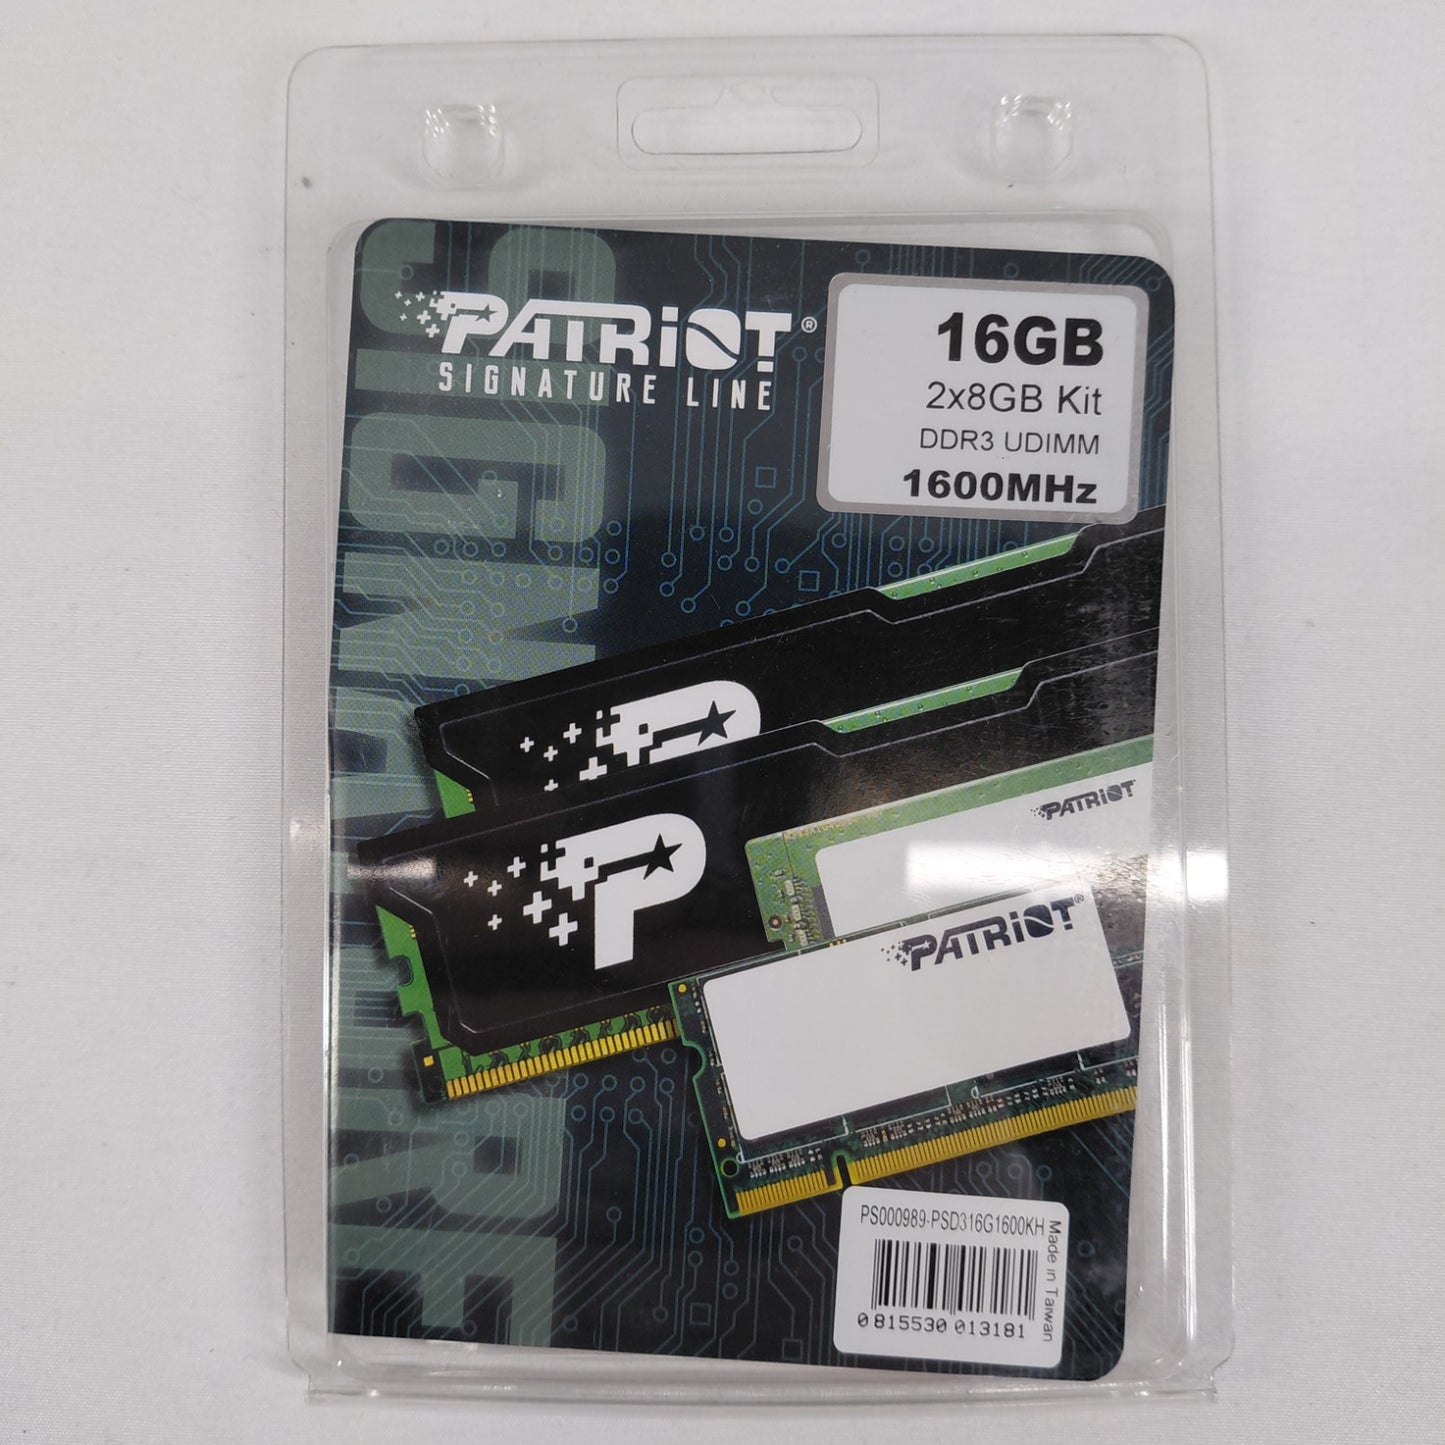 PATRIOT®
SIGNATURE LINE
16GB
2x8GB Kit
DDR3 UDIMM
1600MHz
PATRIOT
PATRIOT®
PS000989-PSD316G1600KH
Made in Taiwan
0 815530 013181